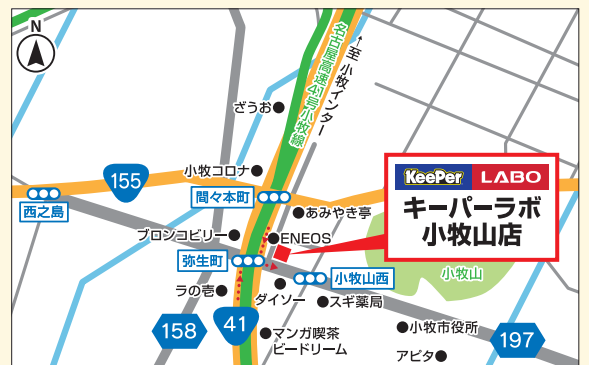 N
↑至 小牧インター
名古屋高速41号小牧線
ざうお
155
小牧コロナ
間々本町
西之島
あみやき亭
KeePer LABO
キーパーラボ
小牧山店
ブロンコビリー
ENEOS
弥生町
小牧山西
小牧山
ラの壱
ダイソー
スギ薬局
158
41
マンガ喫茶
ビードリーム
小牧市役所
197
アピタ